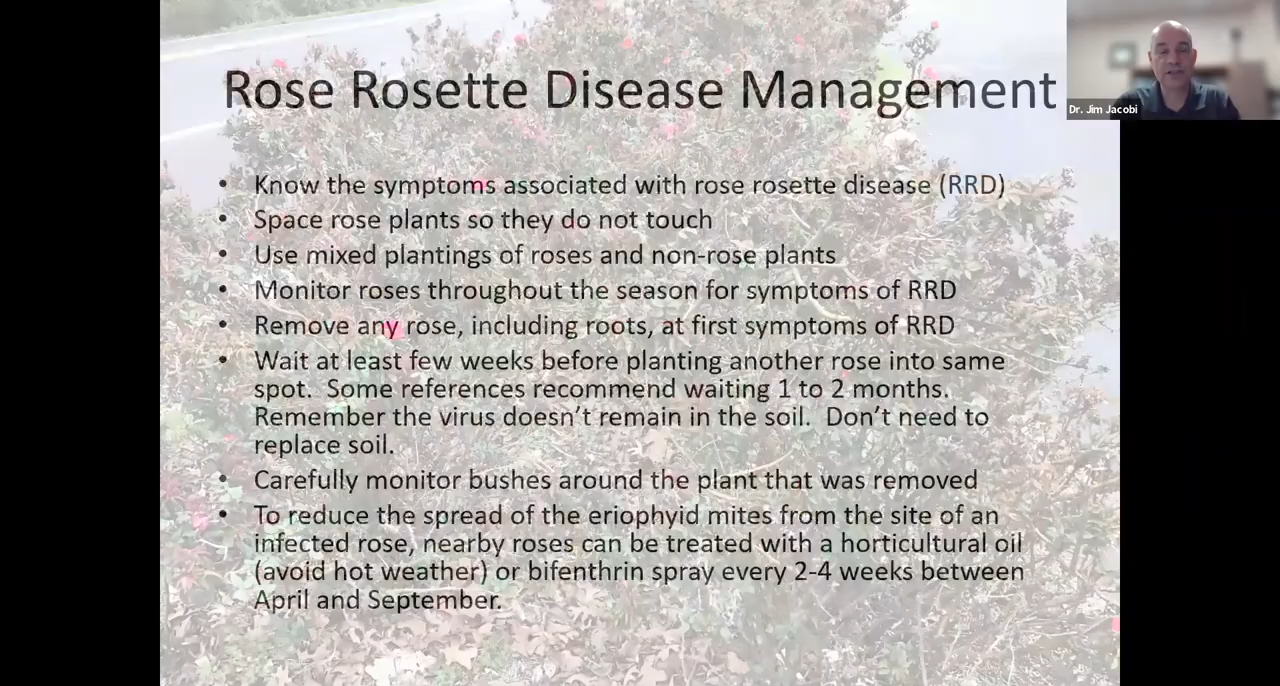 Rose Rosette Disease Management
Dr. Jim Jacobi
• Know the symptoms associated with rose rosette disease (RRD)
• Space rose plants so they do not touch
• Use mixed plantings of roses and non-rose plants
• Monitor roses throughout the season for symptoms of RRD
• Remove any rose, including roots, at first symptoms of RRD
• Wait at least few weeks before planting another rose into same
spot.  Some references recommend waiting 1 to 2 months.
Remember the virus doesn’t remain in the soil.  Don’t need to
replace soil.
• Carefully monitor bushes around the plant that was removed
• To reduce the spread of the eriophyid mites from the site of an
infected rose, nearby roses can be treated with a horticultural oil
(avoid hot weather) or bifenthrin spray every 2-4 weeks between
April and September.